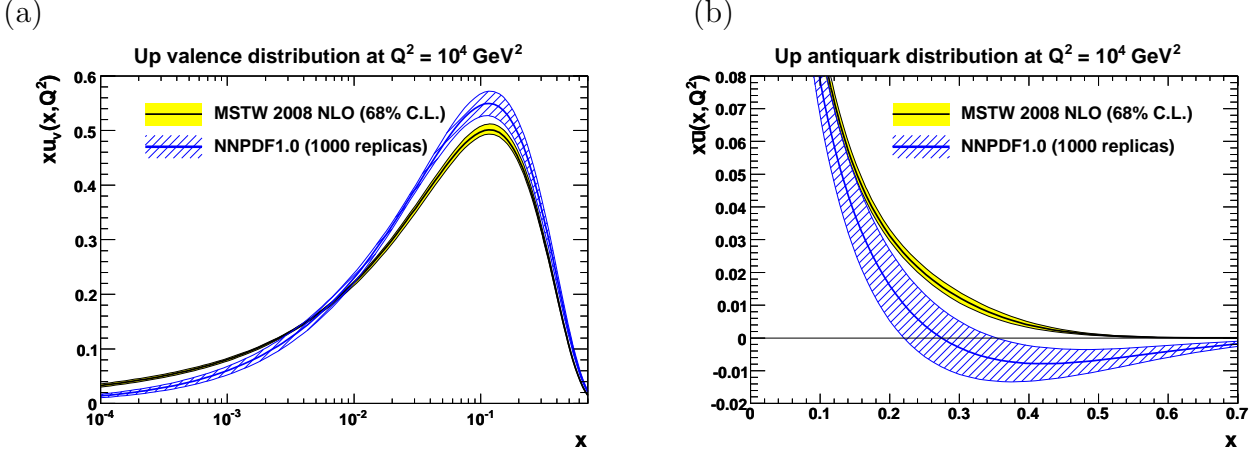 (a)
Up valence distribution at Q² = 10⁴ GeV²
xuᵥ(x,Q²)
0.6
0.5
0.4
0.3
0.2
0.1
0
MSTW 2008 NLO (68% C.L.)
NNPDF1.0 (1000 replicas)
10⁻⁴
10⁻³
10⁻²
10⁻¹
x
(b)
Up antiquark distribution at Q² = 10⁴ GeV²
xū(x,Q²)
0.08
0.07
0.06
0.05
0.04
0.03
0.02
0.01
0
-0.01
-0.02
MSTW 2008 NLO (68% C.L.)
NNPDF1.0 (1000 replicas)
0 0.1 0.2 0.3 0.4 0.5 0.6 0.7
x